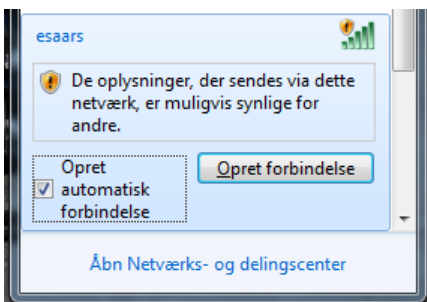 esaars
De oplysninger, der sendes via dette
netværk, er muligvis synlige for
andre.
Opret
automatisk
forbindelse
Opret forbindelse
Åbn Netværks- og delingscenter